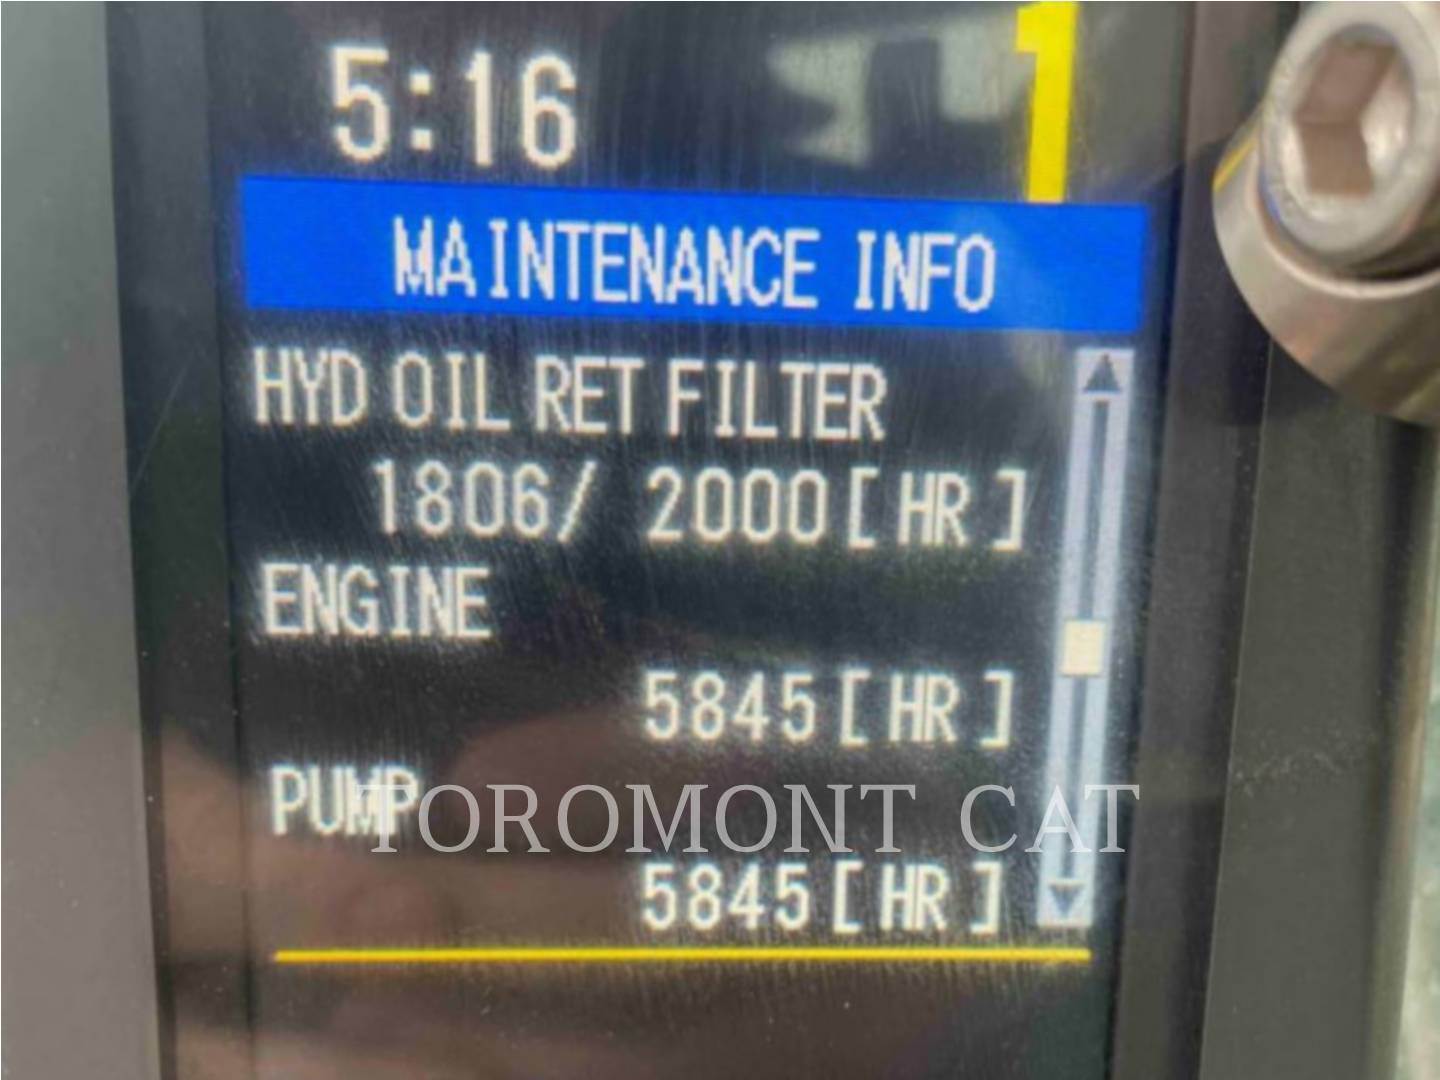 5:16
1
MAINTENANCE INFO
HYD OIL RET FILTER
1806/ 2000[HR]
ENGINE
5845[HR]
PUMP
TOROMONT CAT
5845[HR]